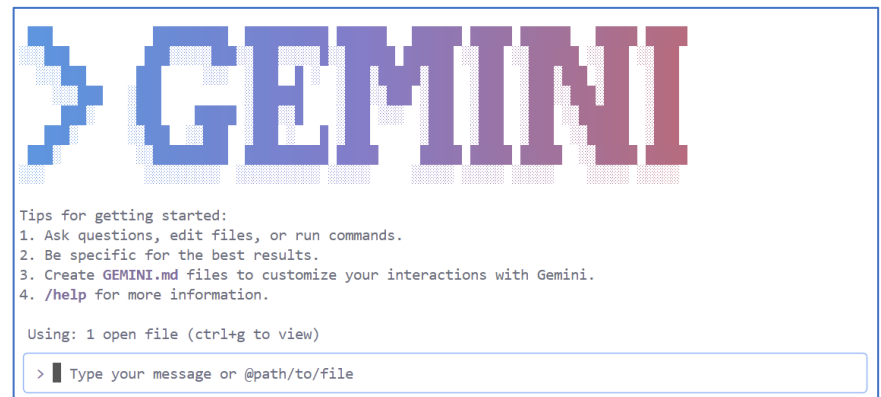 > GEMINI
Tips for getting started:
1. Ask questions, edit files, or run commands.
2. Be specific for the best results.
3. Create GEMINI.md files to customize your interactions with Gemini.
4. /help for more information.
Using: 1 open file (ctrl+g to view)
> Type your message or @path/to/file